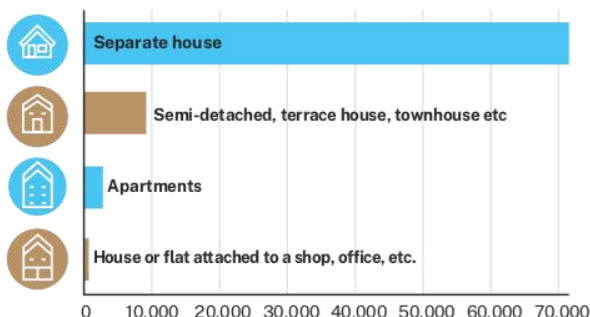 Separate house
Semi-detached, terrace house, townhouse etc
Apartments
House or flat attached to a shop, office, etc.
0 10,000 20,000 30,000 40,000 50,000 60,000 70,000